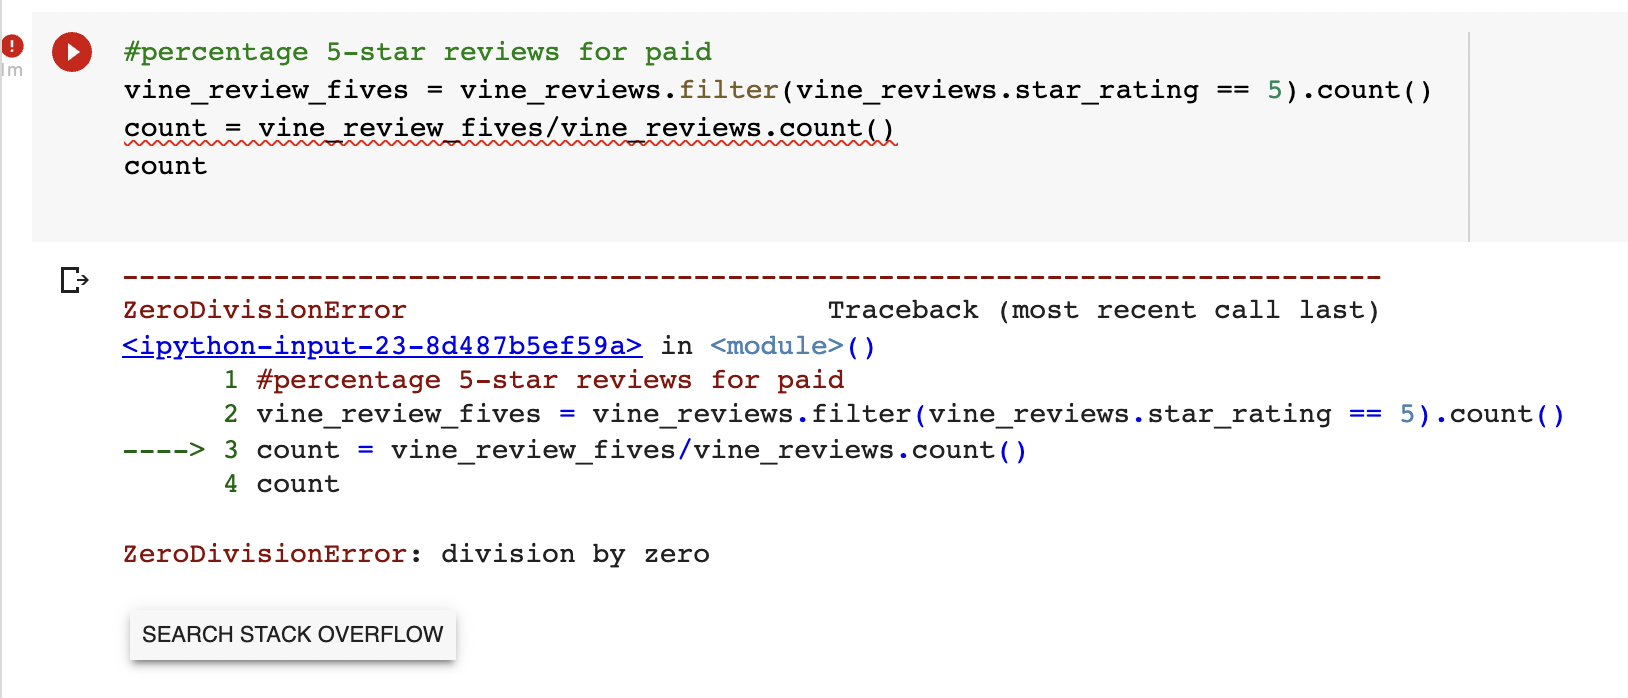 #percentage 5-star reviews for paid
vine_review_fives = vine_reviews.filter(vine_reviews.star_rating == 5).count()
count = vine_review_fives/vine_reviews.count()
count
!
1m
---------------------------------------------------------------------------
ZeroDivisionError                         Traceback (most recent call last)
<ipython-input-23-8d487b5ef59a> in <module>()
      1 #percentage 5-star reviews for paid
      2 vine_review_fives = vine_reviews.filter(vine_reviews.star_rating == 5).count()
----> 3 count = vine_review_fives/vine_reviews.count()
      4 count
ZeroDivisionError: division by zero
SEARCH STACK OVERFLOW